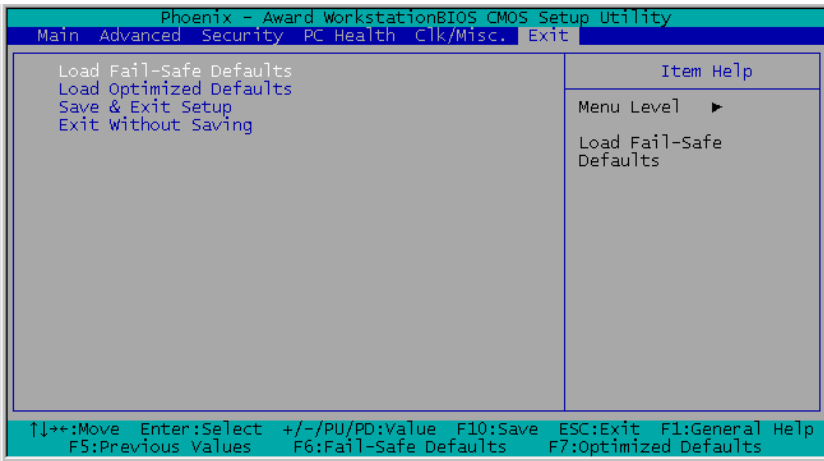 Phoenix - Award WorkstationBIOS CMOS Setup Utility
Main Advanced Security PC Health Clk/Misc. Exit
Load Fail-Safe Defaults
Load Optimized Defaults
Save & Exit Setup
Exit Without Saving
Item Help
Menu Level ►
Load Fail-Safe
Defaults
↑↓→←:Move Enter:Select +/-/PU/PD:Value F10:Save ESC:Exit F1:General Help
F5:Previous Values F6:Fail-Safe Defaults F7:Optimized Defaults